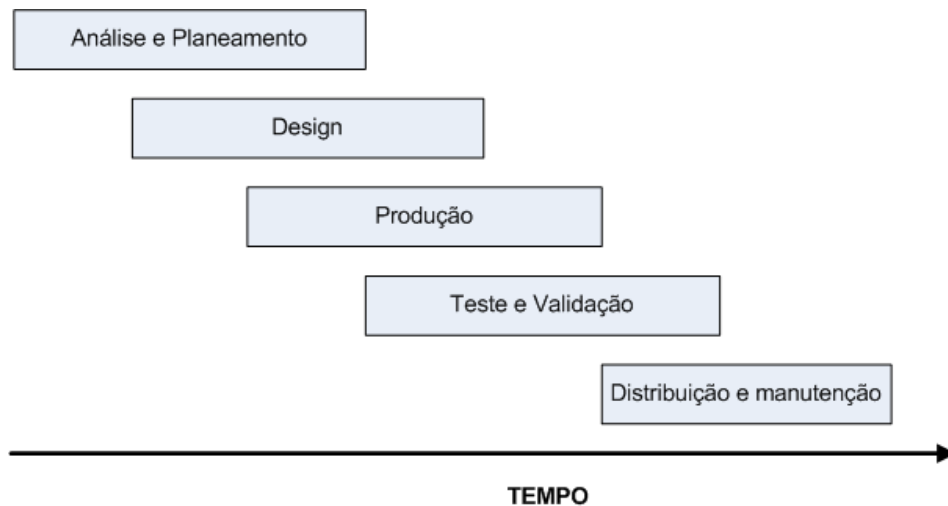 Análise e Planeamento
Design
Produção
Teste e Validação
Distribuição e manutenção
TEMPO